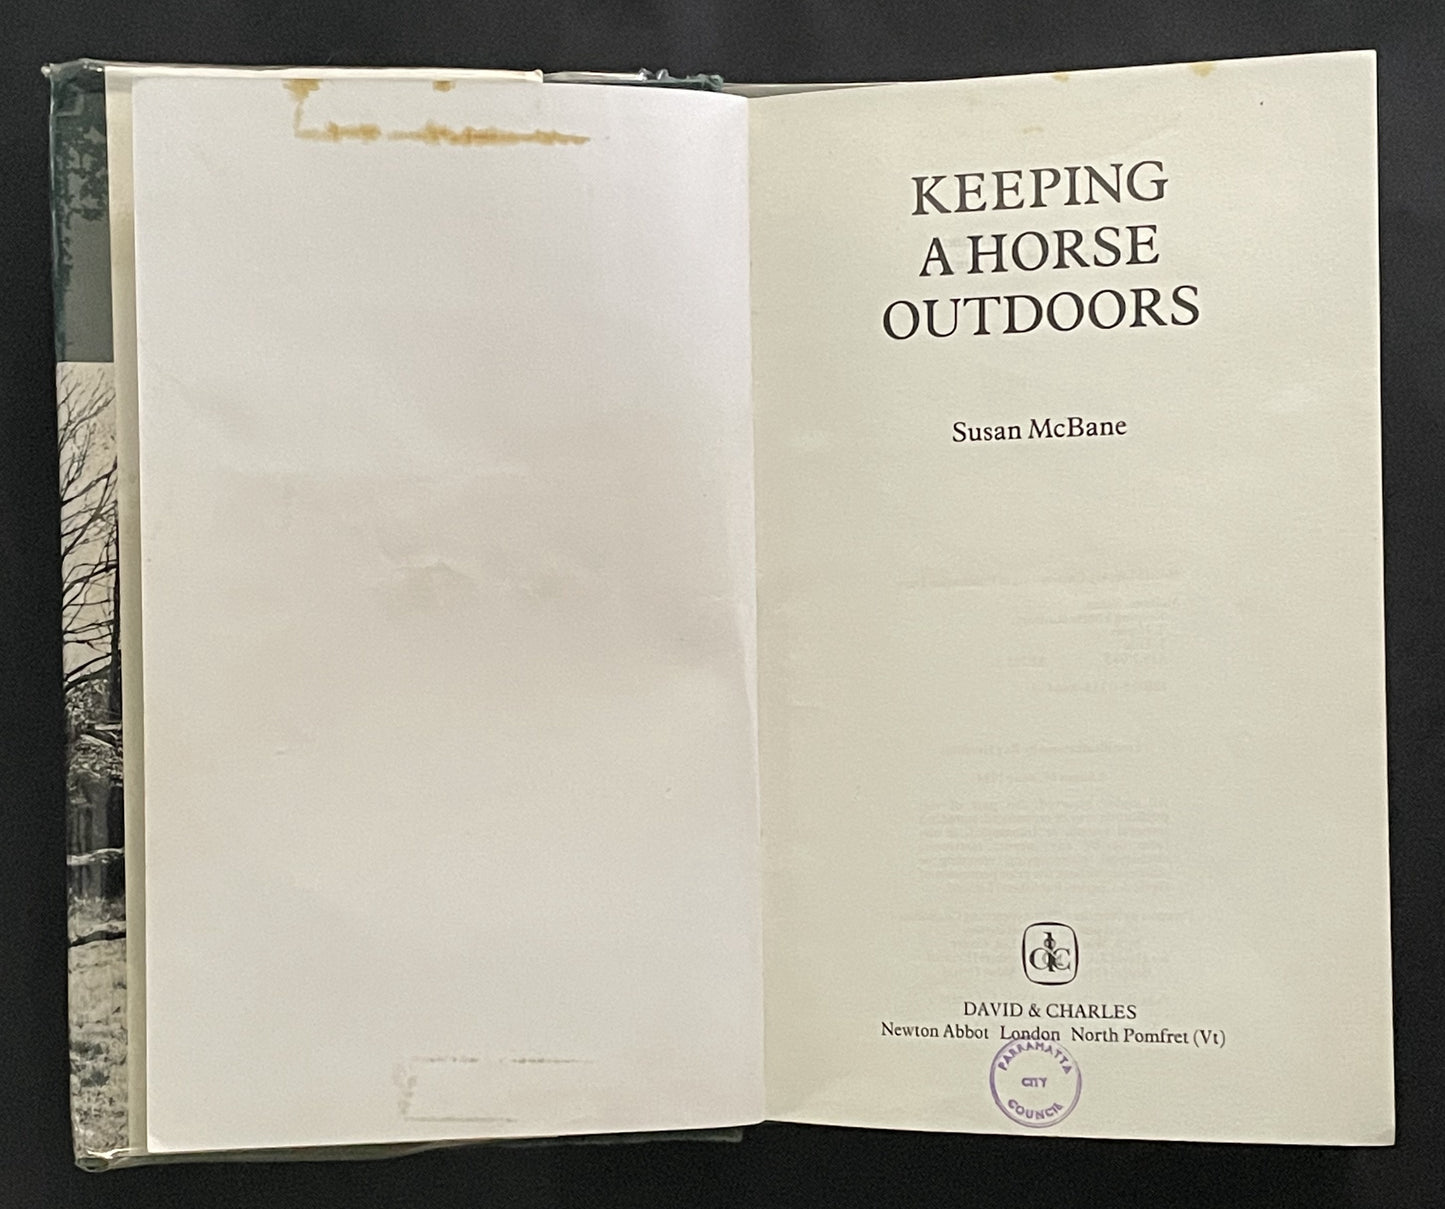 KEEPING
A HORSE
OUTDOORS
Susan McBane
DAVID & CHARLES
Newton Abbot London North Pomfret (Vt)
PARRAMATTA
CITY
COUNCIL